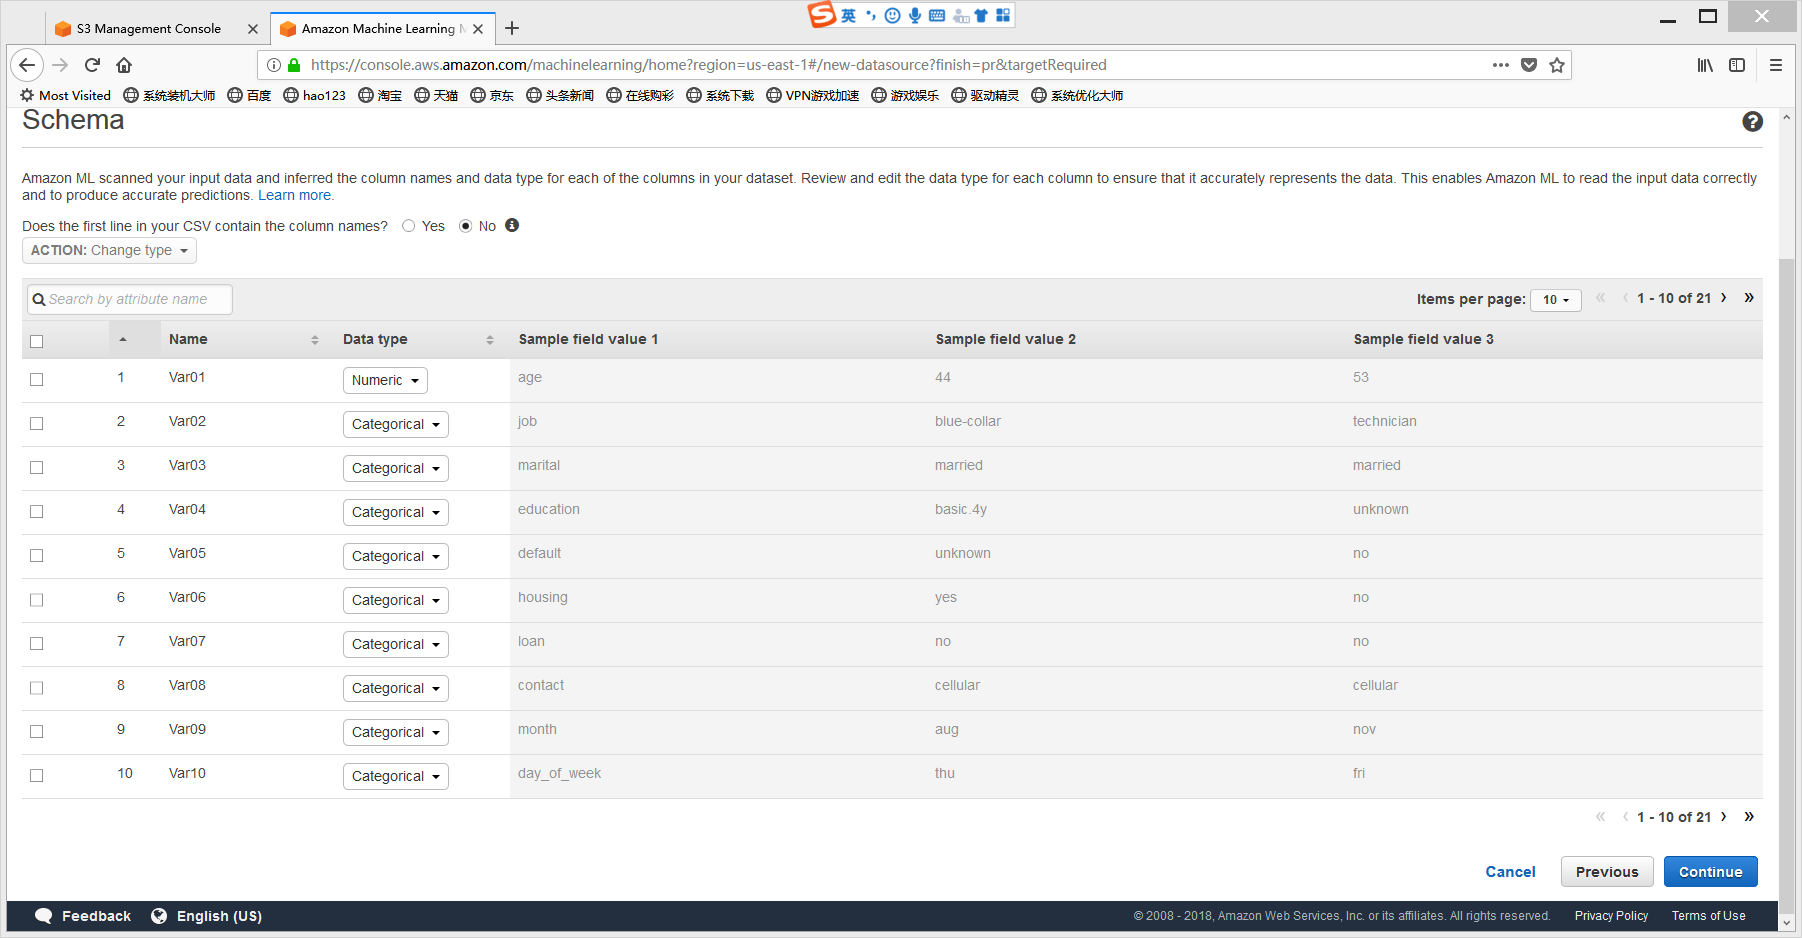 S3 Management Console
Amazon Machine Learning
英
https://console.aws.amazon.com/machinelearning/home?region=us-east-1#/new-datasource?finish=pr&targetRequired
Most Visited 系统装机大师 百度 hao123 淘宝 天猫 京东 头条新闻 在线购彩 系统下载 VPN游戏加速 游戏娱乐 驱动精灵 系统优化大师
Schema
Amazon ML scanned your input data and inferred the column names and data type for each of the columns in your dataset. Review and edit the data type for each column to ensure that it accurately represents the data. This enables Amazon ML to read the input data correctly
and to produce accurate predictions. Learn more.
Does the first line in your CSV contain the column names? Yes No
ACTION: Change type
Search by attribute name
Items per page: 10 « ‹ 1 - 10 of 21 › »
Name Data type Sample field value 1 Sample field value 2 Sample field value 3
1 Var01 Numeric age 44 53
2 Var02 Categorical job blue-collar technician
3 Var03 Categorical marital married married
4 Var04 Categorical education basic.4y unknown
5 Var05 Categorical default unknown no
6 Var06 Categorical housing yes no
7 Var07 Categorical loan no no
8 Var08 Categorical contact cellular cellular
9 Var09 Categorical month aug nov
10 Var10 Categorical day_of_week thu fri
« ‹ 1 - 10 of 21 › »
Cancel Previous Continue
Feedback English (US) © 2008 - 2018, Amazon Web Services, Inc. or its affiliates. All rights reserved. Privacy Policy Terms of Use